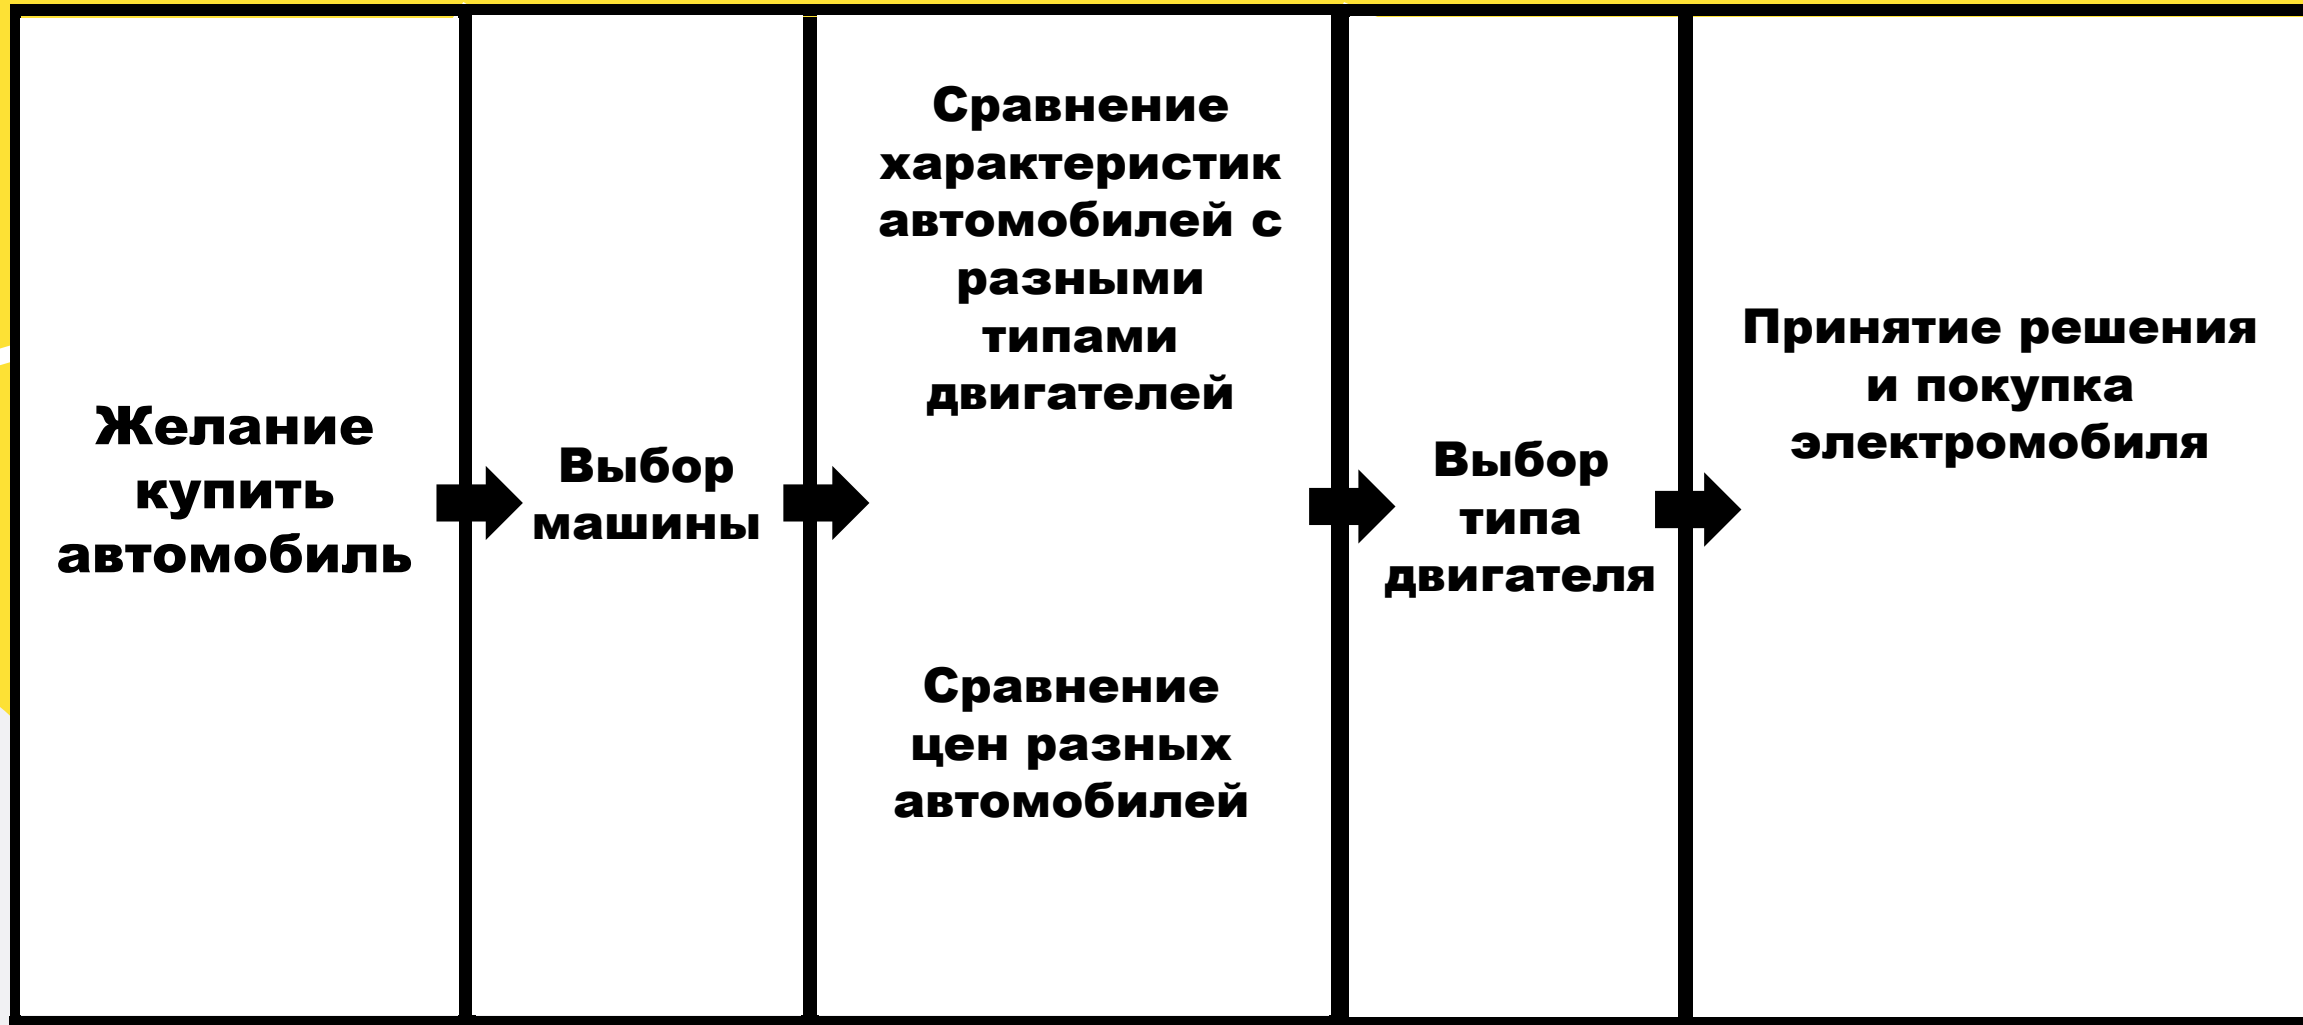 Желание
купить
автомобиль
Выбор
машины
Сравнение
характеристик
автомобилей с
разными
типами
двигателей
Сравнение
цен разных
автомобилей
Выбор
типа
двигателя
Принятие решения
и покупка
электромобиля